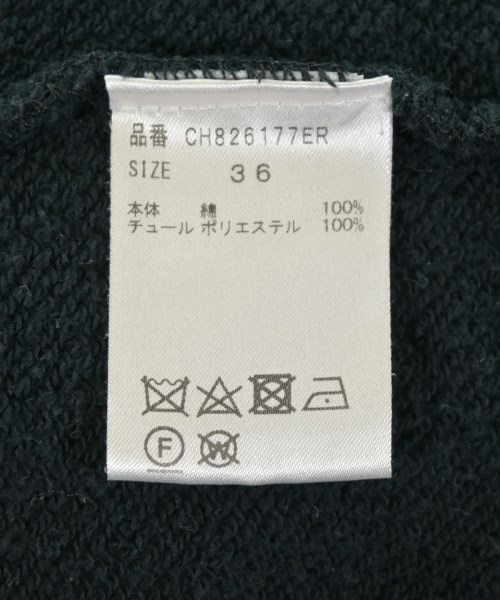 品番 CH826177ER
SIZE 36
本体 綿 100%
チュール ポリエステル 100%
F W